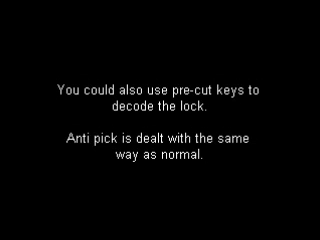 You could also use pre-cut keys to
decode the lock.
Anti pick is dealt with the same
way as normal.